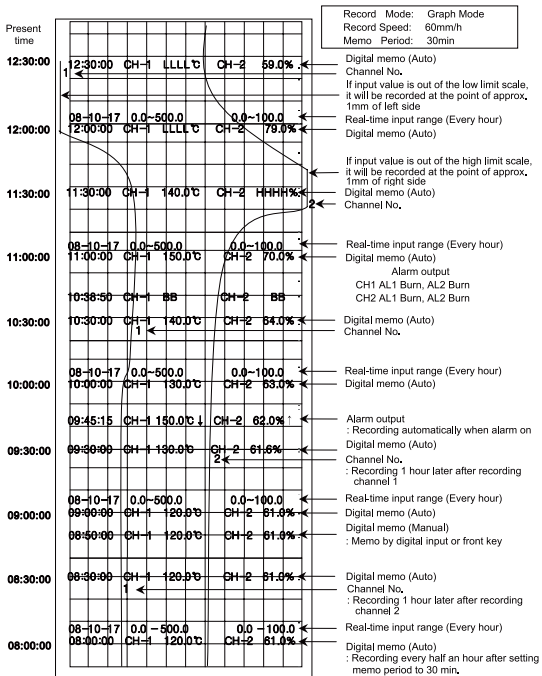 Record Mode: Graph Mode
Record Speed: 60mm/h
Memo Period: 30min
Present time
12:30:00
12:30:00 CH-1 LLLL℃ CH-2 59.0%
Digital memo (Auto)
1
Channel No.
If input value is out of the low limit scale,
it will be recorded at the point of approx.
1mm of left side
08-10-17 0.0~500.0 0.0~100.0
Real-time input range (Every hour)
12:00:00
12:00:00 CH-1 LLLL℃ CH-2 79.0%
Digital memo (Auto)
If input value is out of the high limit scale,
it will be recorded at the point of approx.
1mm of right side
11:30:00
11:30:00 CH-1 140.0℃ CH-2 HHHH%
Digital memo (Auto)
2
Channel No.
08-10-17 0.0~500.0 0.0~100.0
Real-time input range (Every hour)
11:00:00
11:00:00 CH-1 150.0℃ CH-2 70.0%
Digital memo (Auto)
Alarm output
CH1 AL1 Burn, AL2 Burn
CH2 AL1 Burn, AL2 Burn
10:38:50 CH-1 BB CH-2 BB
10:30:00
10:30:00 CH-1 140.0℃ CH-2 64.0%
Digital memo (Auto)
1
Channel No.
08-10-17 0.0~500.0 0.0~100.0
Real-time input range (Every hour)
10:00:00
10:00:00 CH-1 130.0℃ CH-2 63.0%
Digital memo (Auto)
09:45:15 CH-1 150.0℃ ↓ CH-2 62.0% ↑
Alarm output
: Recording automatically when alarm on
09:30:00
09:30:00 CH-1 130.0℃ CH-2 61.6%
Digital memo (Auto)
2
Channel No.
: Recording 1 hour later after recording
channel 1
08-10-17 0.0~500.0 0.0~100.0
Real-time input range (Every hour)
09:00:00
09:00:00 CH-1 120.0℃ CH-2 61.0%
Digital memo (Auto)
08:50:00 CH-1 120.0℃ CH-2 61.0%
Digital memo (Manual)
: Memo by digital input or front key
08:30:00
08:30:00 CH-1 120.0℃ CH-2 61.0%
Digital memo (Auto)
1
Channel No.
: Recording 1 hour later after recording
channel 2
08-10-17 0.0 - 500.0 0.0 - 100.0
Real-time input range (Every hour)
08:00:00
08:00:00 CH-1 120.0℃ CH-2 61.0%
Digital memo (Auto)
: Recording every half an hour after setting
memo period to 30 min.